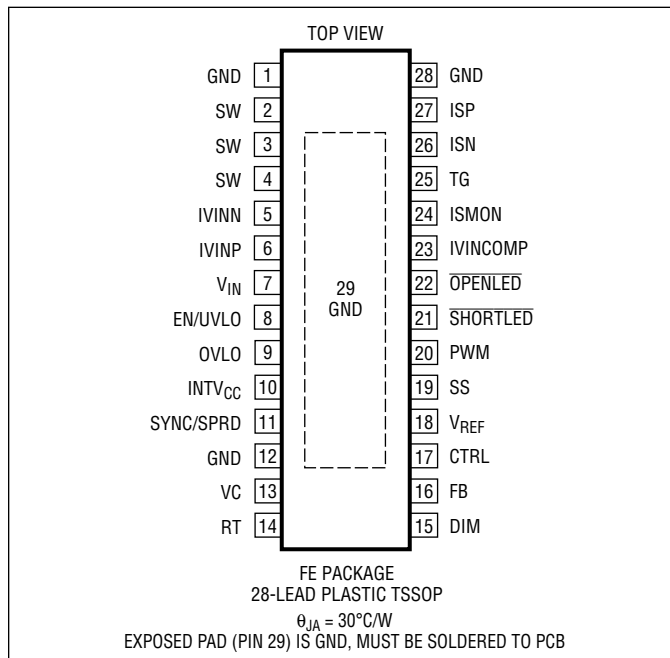 TOP VIEW
GND 1 28 GND
SW 2 27 ISP
SW 3 26 ISN
SW 4 25 TG
IVINN 5 24 ISMON
IVINP 6 23 IVINCOMP
VIN 7 22 OPENLED
EN/UVLO 8 21 SHORTLED
OVLO 9 20 PWM
INTVCC 10 19 SS
SYNC/SPRD 11 18 VREF
GND 12 17 CTRL
VC 13 16 FB
RT 14 15 DIM
29
GND
FE PACKAGE
28-LEAD PLASTIC TSSOP
θJA = 30°C/W
EXPOSED PAD (PIN 29) IS GND, MUST BE SOLDERED TO PCB